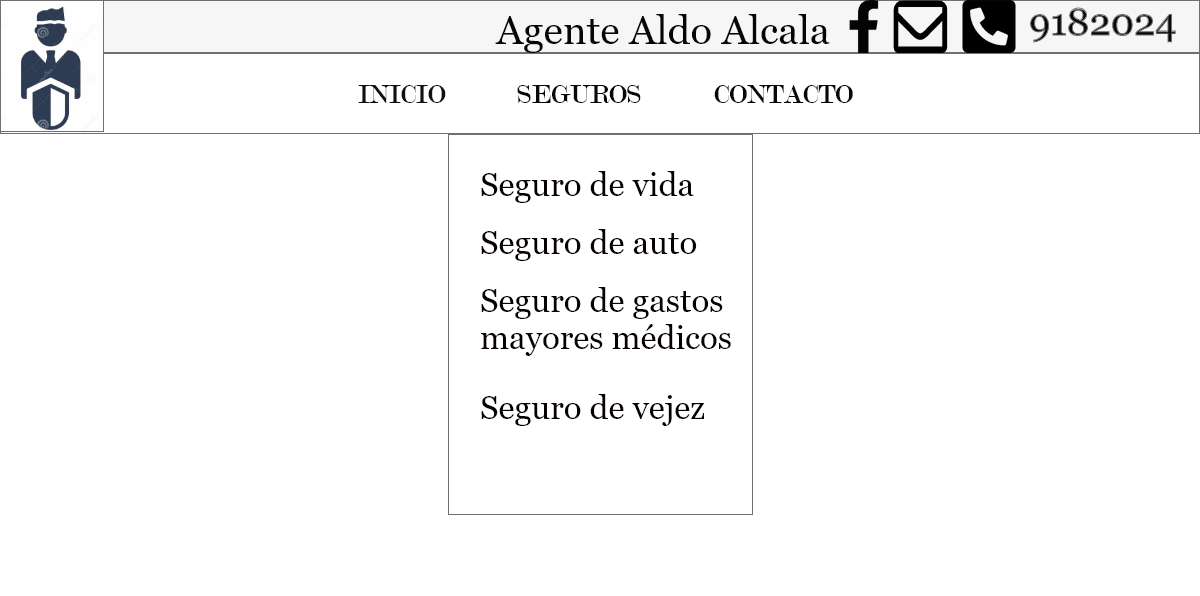 Agente Aldo Alcala 9182024
INICIO SEGUROS CONTACTO
Seguro de vida
Seguro de auto
Seguro de gastos
mayores médicos
Seguro de vejez